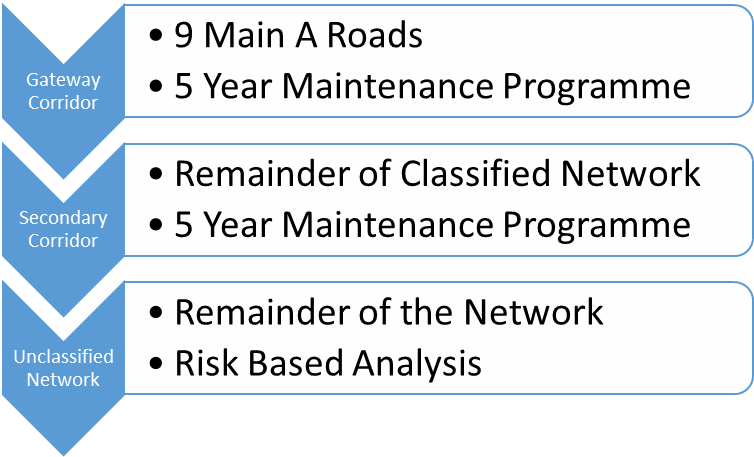 Gateway
Corridor
• 9 Main A Roads
• 5 Year Maintenance Programme
Secondary
Corridor
• Remainder of Classified Network
• 5 Year Maintenance Programme
Unclassified
Network
• Remainder of the Network
• Risk Based Analysis